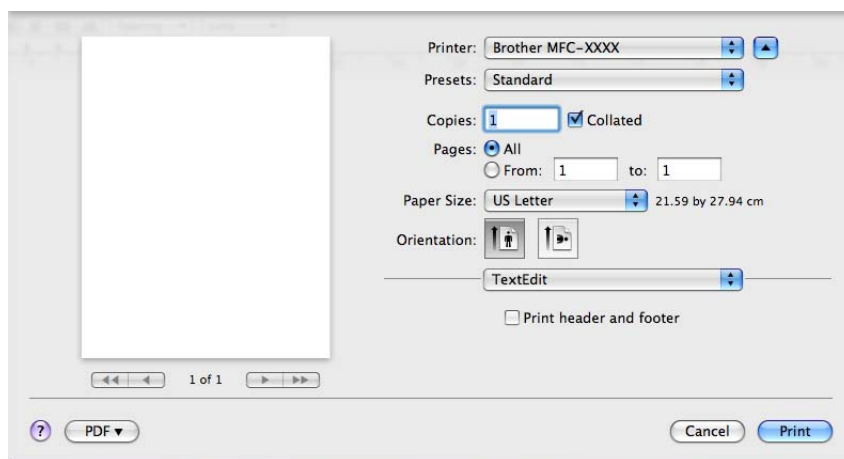 Printer: Brother MFC-XXXX
Presets: Standard
Copies: 1 Collated
Pages: All
From: 1 to: 1
Paper Size: US Letter 21.59 by 27.94 cm
Orientation:
TextEdit
Print header and footer
1 of 1
? PDF Cancel Print